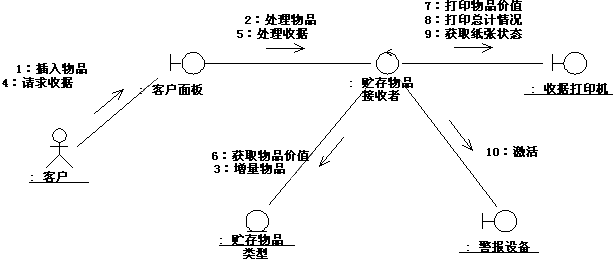 7：打印物品价值
8：打印总计情况
9：获取纸张状态
2：处理物品
5：处理收据
1：插入物品
4：请求收据
: 客户面板
: 贮存物品
接收者
: 收据打印机
6：获取物品价值
3：增量物品
10：激活
: 客户
: 贮存物品
类型
: 警报设备